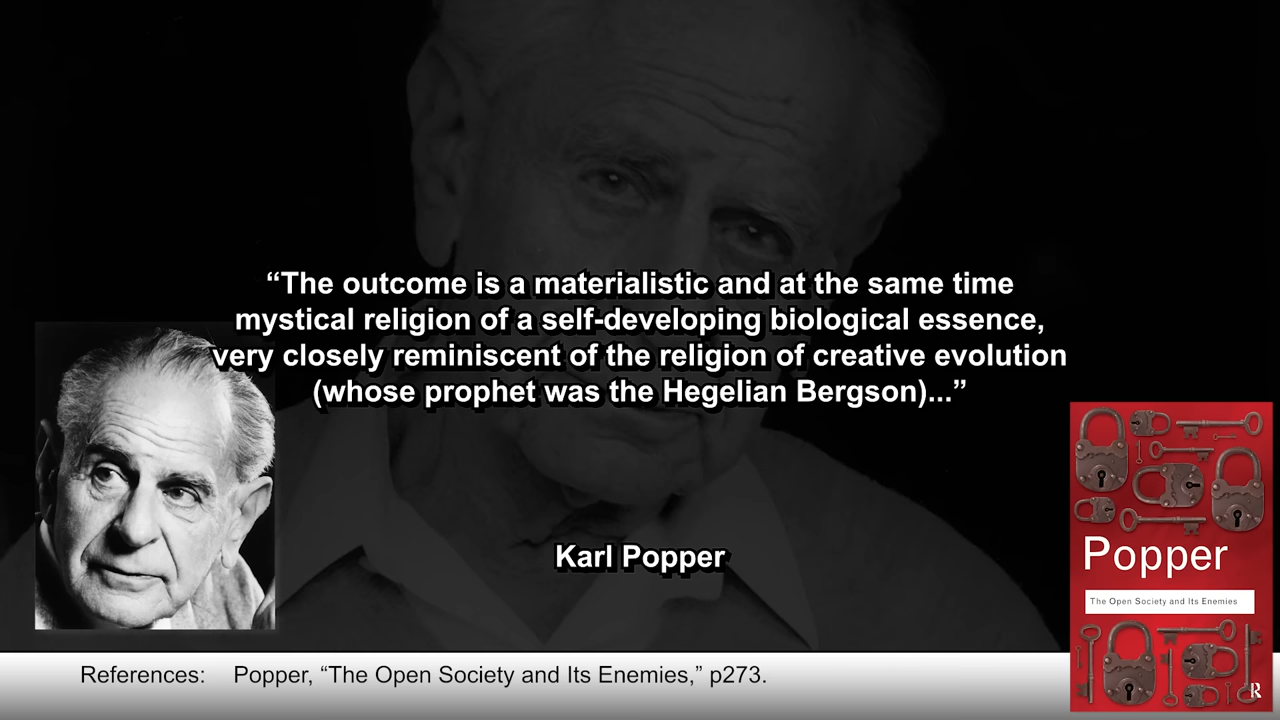 “The outcome is a materialistic and at the same time
mystical religion of a self-developing biological essence,
very closely reminiscent of the religion of creative evolution
(whose prophet was the Hegelian Bergson)...”
Karl Popper
Popper
The Open Society and Its Enemies
R
References: Popper, “The Open Society and Its Enemies,” p273.